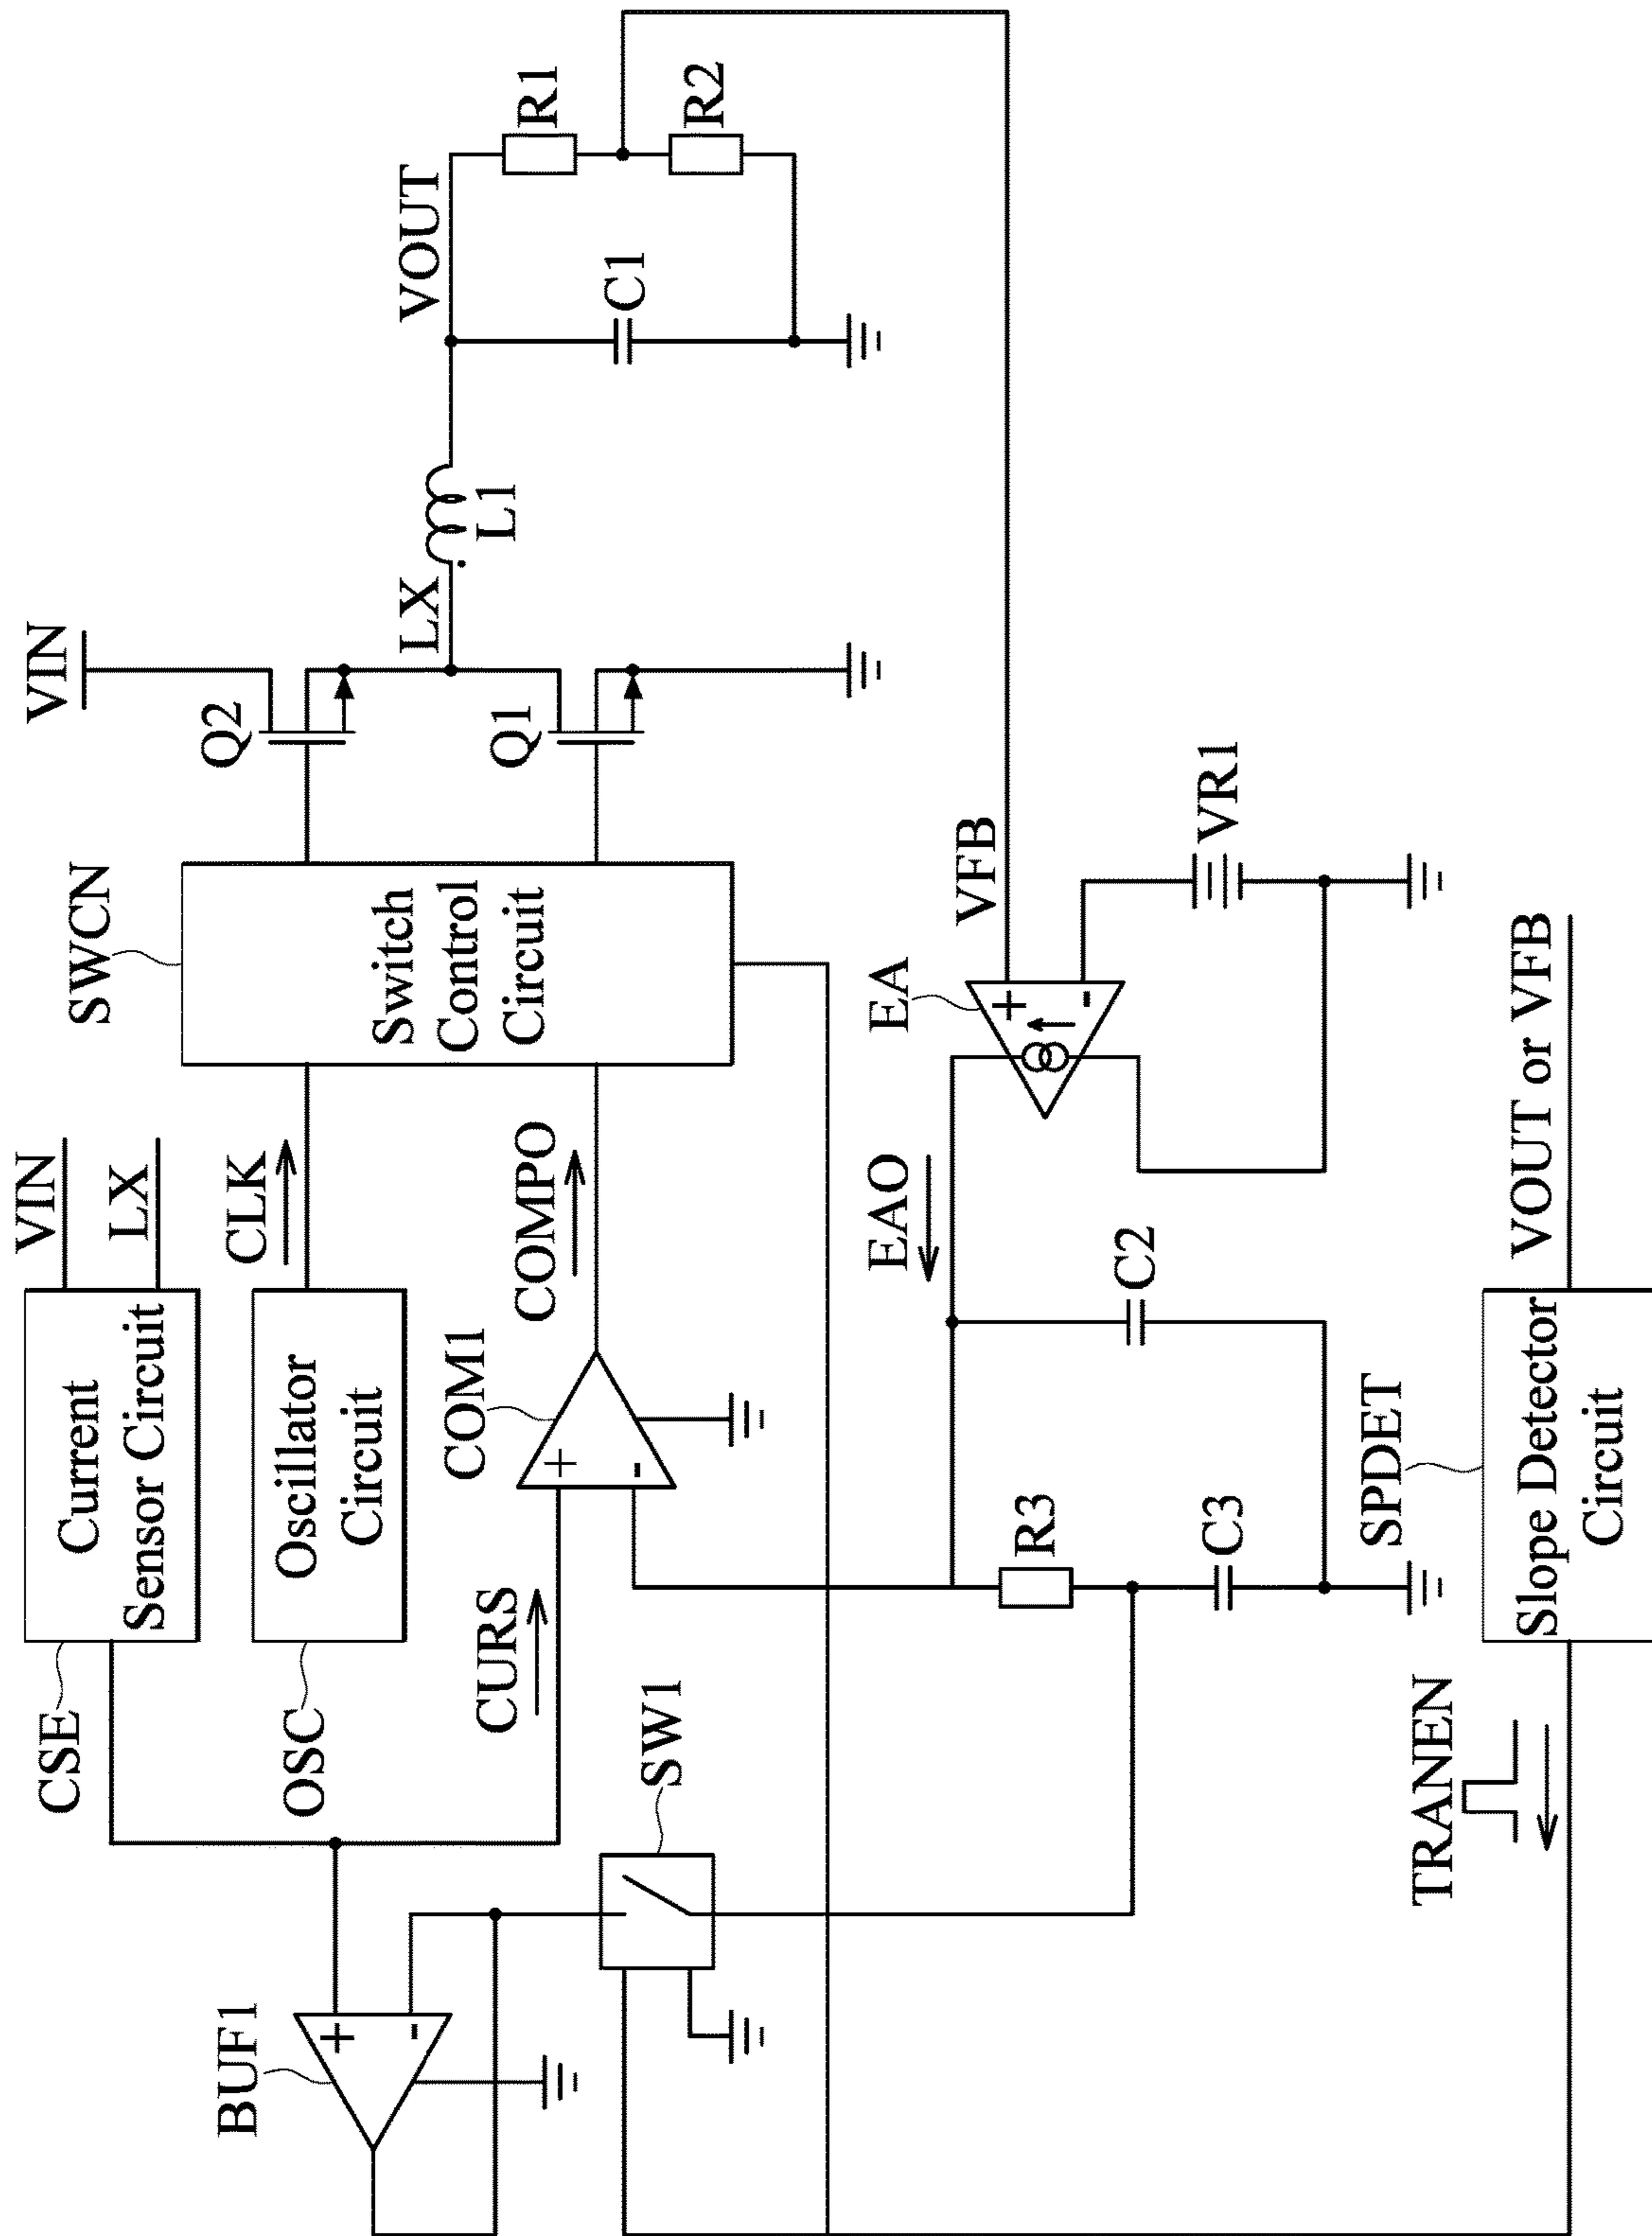 VIN
LX
Current
Sensor Circuit
CSE
CLK
Oscillator
Circuit
OSC
SWCN
Switch
Control
Circuit
VIN
Q2
Q1
LX
L1
VOUT
R1
R2
C1
COMPO
COM1
+
-
CURS
BUF1
+
-
SW1
VFB
EA
+
-
VR1
EAO
C2
R3
C3
SPDET
Slope Detector
Circuit
VOUT or VFB
TRANEN